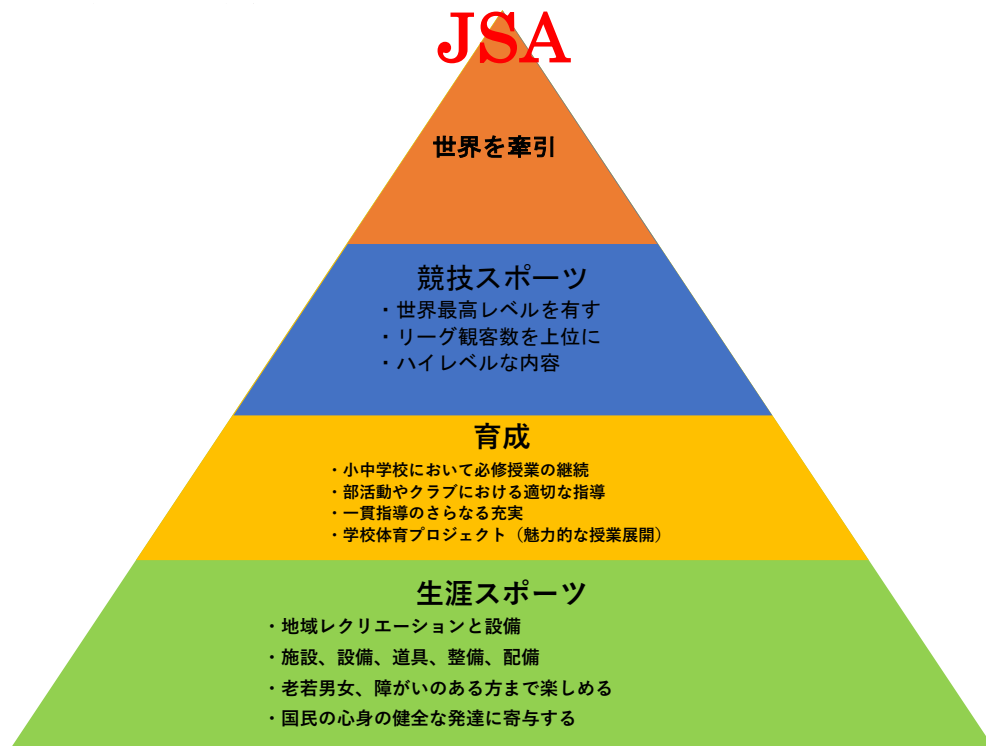 JSA
世界を牽引
競技スポーツ
・世界最高レベルを有す
・リーグ観客数を上位に
・ハイレベルな内容
育成
・小中学校において必修授業の継続
・部活動やクラブにおける適切な指導
・一貫指導のさらなる充実
・学校体育プロジェクト（魅力的な授業展開）
生涯スポーツ
・地域レクリエーションと設備
・施設、設備、道具、整備、配備
・老若男女、障がいのある方まで楽しめる
・国民の心身の健全な発達に寄与する